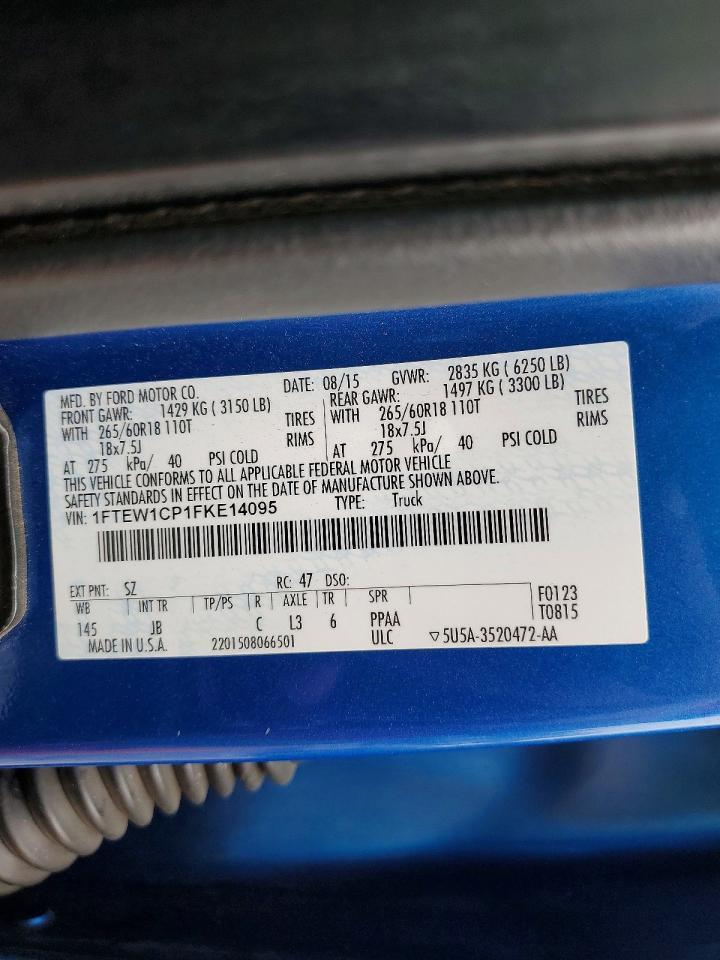 MFD. BY FORD MOTOR CO. DATE: 08/15 GVWR: 2835 KG ( 6250 LB)
FRONT GAWR: 1429 KG ( 3150 LB) REAR GAWR: 1497 KG ( 3300 LB)
WITH 265/60R18 110T TIRES WITH 265/60R18 110T TIRES
18x7.5J RIMS 18x7.5J RIMS
AT 275 kPa/ 40 PSI COLD AT 275 kPa/ 40 PSI COLD
THIS VEHICLE CONFORMS TO ALL APPLICABLE FEDERAL MOTOR VEHICLE
SAFETY STANDARDS IN EFFECT ON THE DATE OF MANUFACTURE SHOWN ABOVE.
VIN: 1FTEW1CP1FKE14095 TYPE: Truck
EXT PNT: SZ RC: 47 DSO:
WB INT TR TP/PS R AXLE TR SPR F0123
145 JB C L3 6 PPAA T0815
MADE IN U.S.A. 2201508066501 ULC ▽5U5A-3520472-AA